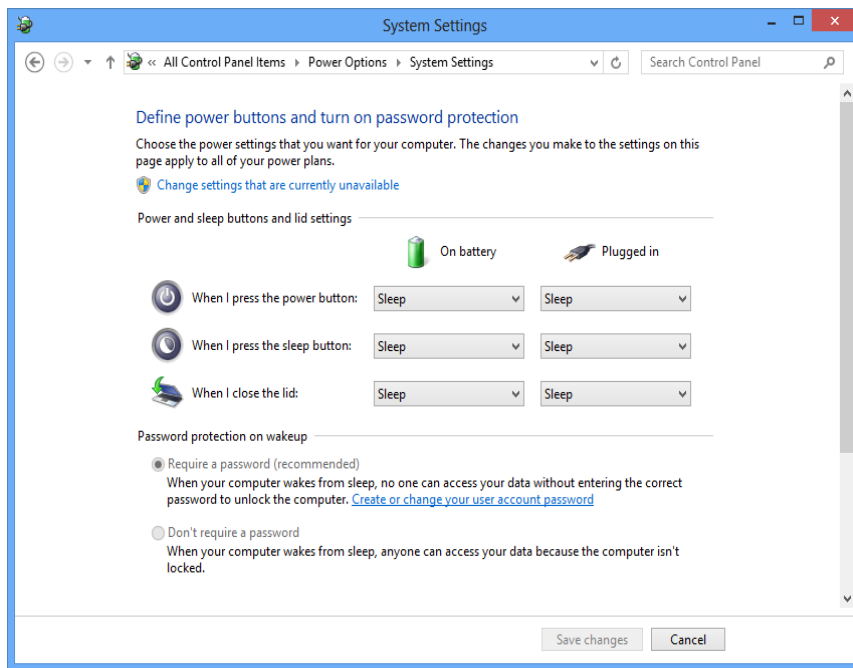 System Settings
« All Control Panel Items Power Options System Settings Search Control Panel
Define power buttons and turn on password protection
Choose the power settings that you want for your computer. The changes you make to the settings on this
page apply to all of your power plans.
Change settings that are currently unavailable
Power and sleep buttons and lid settings
On battery Plugged in
When I press the power button: Sleep Sleep
When I press the sleep button: Sleep Sleep
When I close the lid: Sleep Sleep
Password protection on wakeup
Require a password (recommended)
When your computer wakes from sleep, no one can access your data without entering the correct
password to unlock the computer. Create or change your user account password
Don't require a password
When your computer wakes from sleep, anyone can access your data because the computer isn't
locked.
Save changes Cancel